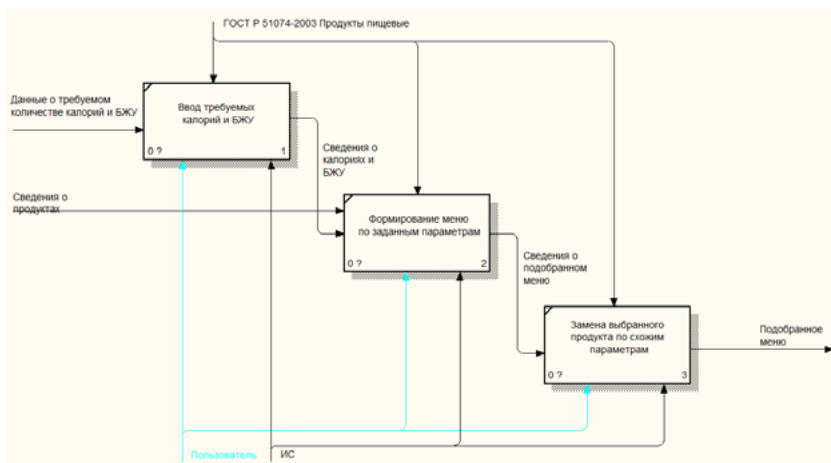 ГОСТ Р 51074-2003 Продукты пищевые
Данные о требуемом
количестве калорий и БЖУ
Ввод требуемых
калорий и БЖУ
0 ?
1
Сведения о
калориях и
БЖУ
Сведения о
продуктах
Формирование меню
по заданным параметрам
0 ?
2
Сведения о
подобранном
меню
Замена выбранного
продукта по схожим
параметрам
0 ?
3
Подобранное
меню
Пользователь
ИС